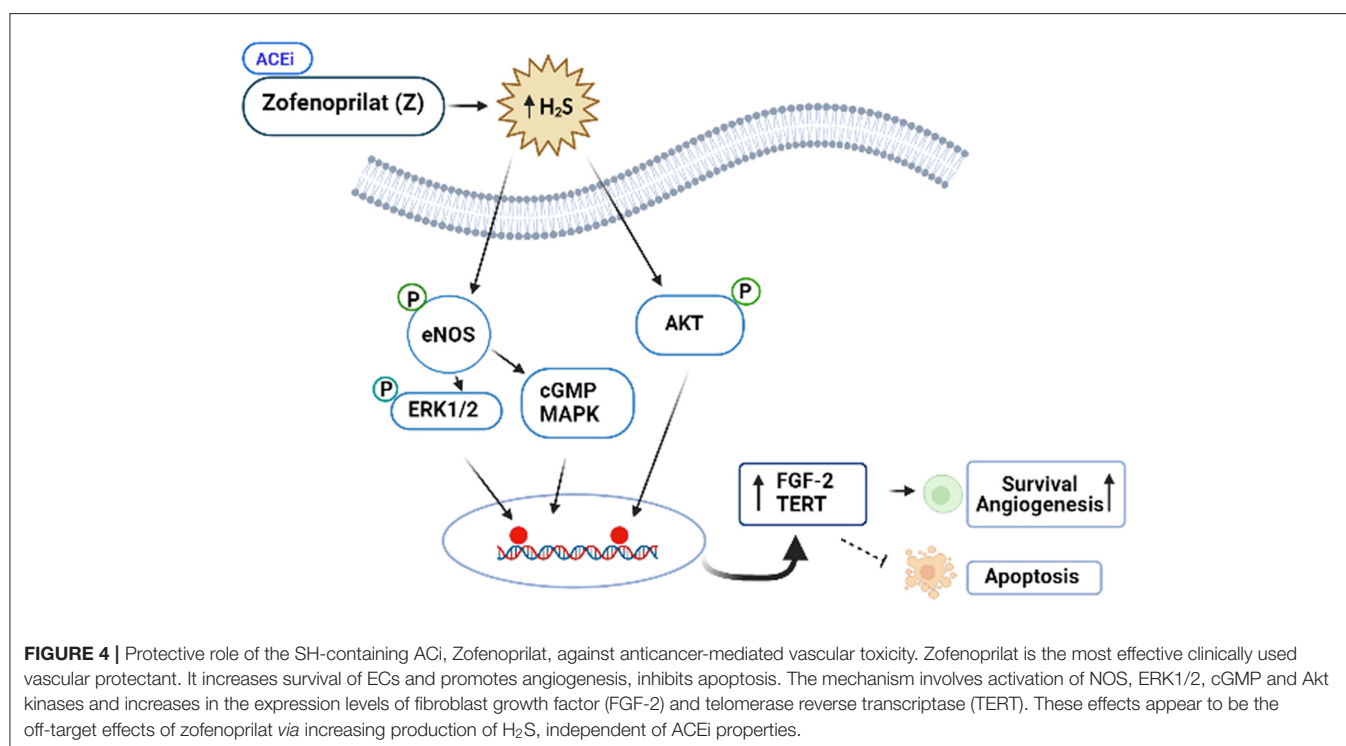 ACEi
Zofenoprilat (Z)
↑ H₂S
P
eNOS
P
AKT
P
ERK1/2
cGMP
MAPK
FGF-2
TERT
Survival
Angiogenesis
Apoptosis
FIGURE 4 | Protective role of the SH-containing ACi, Zofenoprilat, against anticancer-mediated vascular toxicity. Zofenoprilat is the most effective clinically used
vascular protectant. It increases survival of ECs and promotes angiogenesis, inhibits apoptosis. The mechanism involves activation of NOS, ERK1/2, cGMP and Akt
kinases and increases in the expression levels of fibroblast growth factor (FGF-2) and telomerase reverse transcriptase (TERT). These effects appear to be the
off-target effects of zofenoprilat via increasing production of H₂S, independent of ACEi properties.